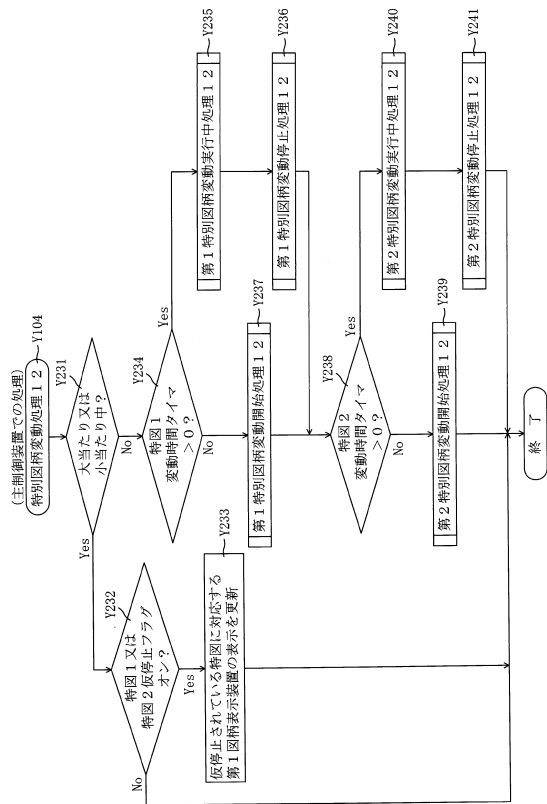 (主制御装置での処理)
特別図柄変動処理12
Y104
Y231
大当たり又は
小当たり中?
Yes
No
Y232
特図1又は
特図2仮停止フラグ
オン?
No
Yes
Y233
仮停止されている特図に対応する
第1図柄表示装置の表示を更新
Y234
特図1
変動時間タイマ
>0?
Yes
No
Y235
第1特別図柄変動実行中処理12
Y236
第1特別図柄変動停止処理12
Y237
第1特別図柄変動開始処理12
Y238
特図2
変動時間タイマ
>0?
Yes
No
Y239
第2特別図柄変動開始処理12
Y240
第2特別図柄変動実行中処理12
Y241
第2特別図柄変動停止処理12
終了